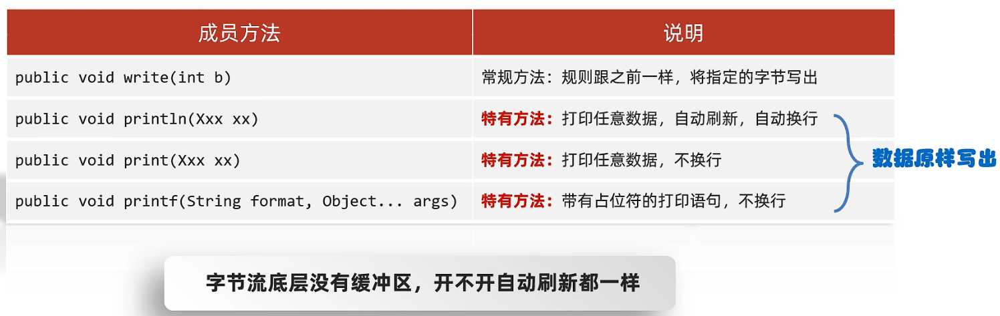 成员方法 说明
public void write(int b) 常规方法：规则跟之前一样，将指定的字节写出
public void println(Xxx xx) 特有方法：打印任意数据，自动刷新，自动换行
public void print(Xxx xx) 特有方法：打印任意数据，不换行
数据原样写出
public void printf(String format, Object... args) 特有方法：带有占位符的打印语句，不换行
字节流底层没有缓冲区，开不开自动刷新都一样